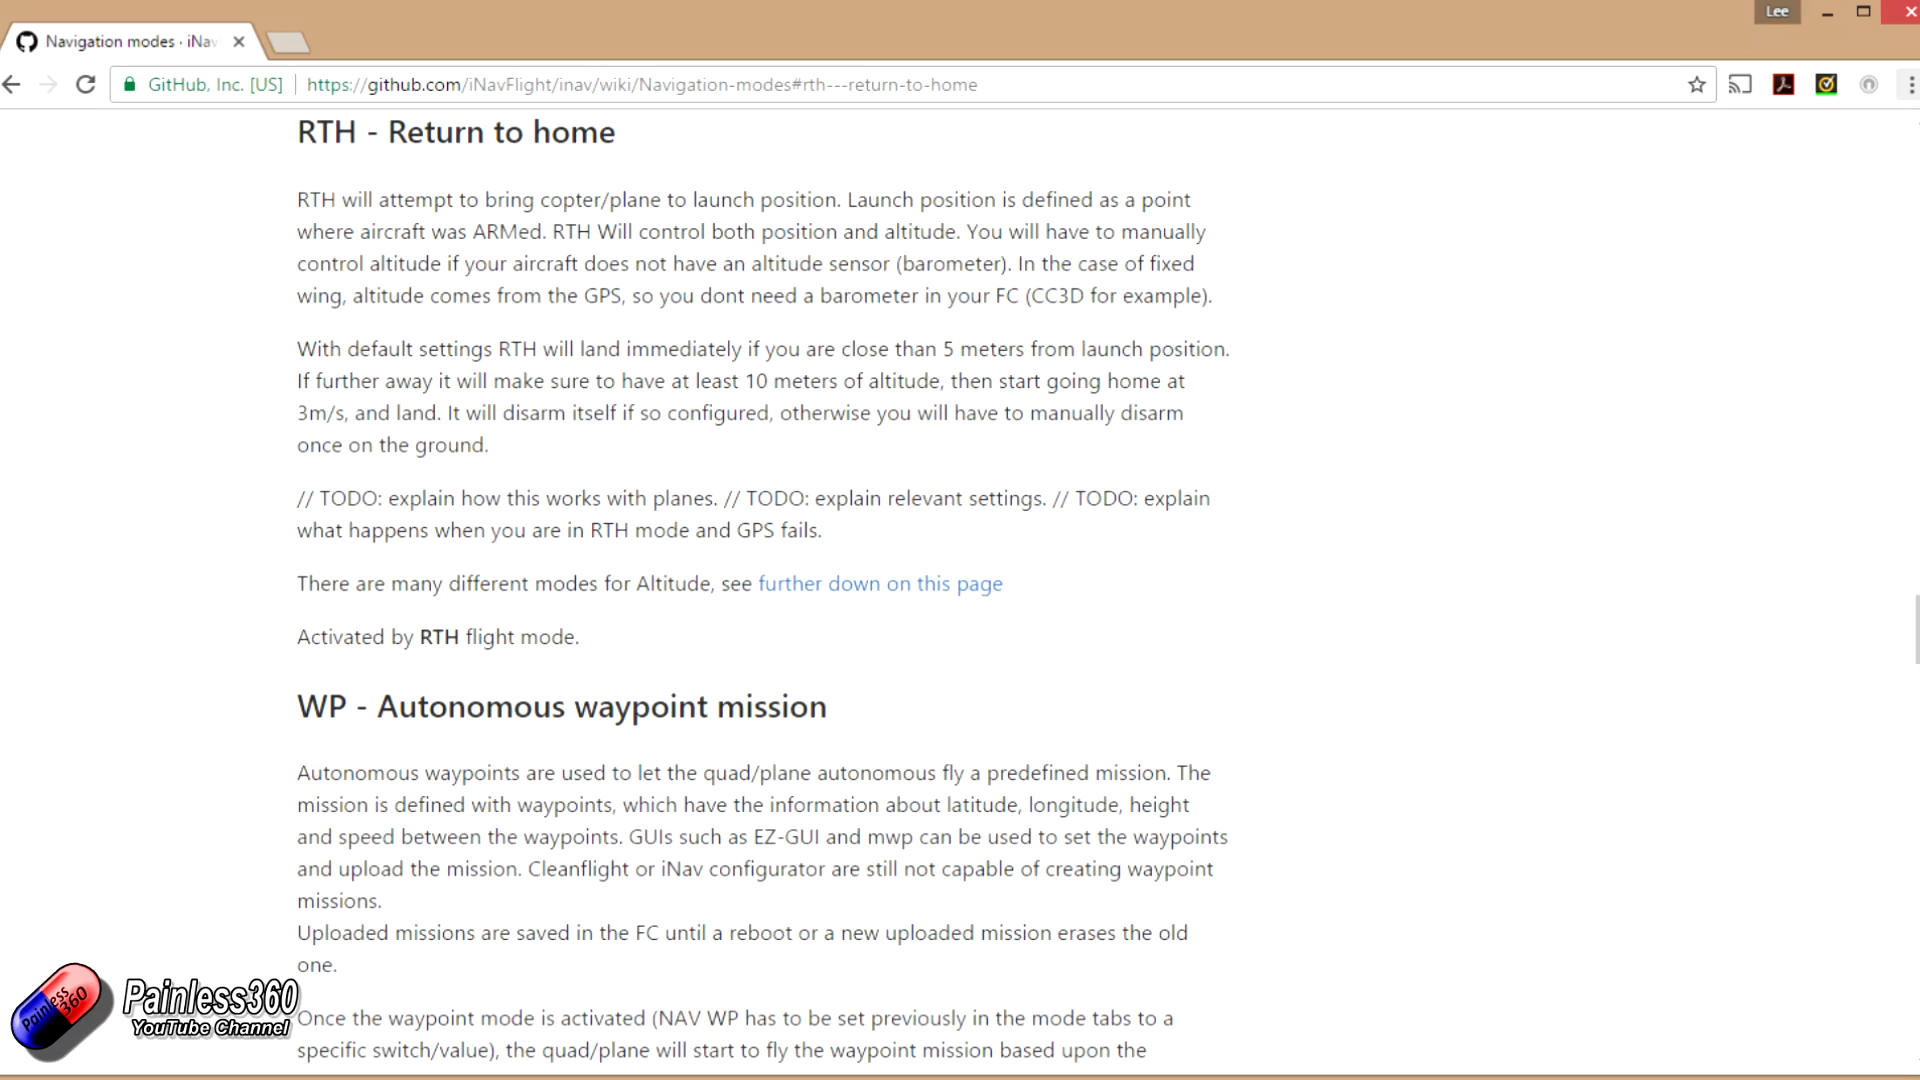 Lee
Navigation modes · iNav
GitHub, Inc. [US] https://github.com/iNavFlight/inav/wiki/Navigation-modes#rth---return-to-home
RTH - Return to home
RTH will attempt to bring copter/plane to launch position. Launch position is defined as a point
where aircraft was ARMed. RTH Will control both position and altitude. You will have to manually
control altitude if your aircraft does not have an altitude sensor (barometer). In the case of fixed
wing, altitude comes from the GPS, so you dont need a barometer in your FC (CC3D for example).
With default settings RTH will land immediately if you are close than 5 meters from launch position.
If further away it will make sure to have at least 10 meters of altitude, then start going home at
3m/s, and land. It will disarm itself if so configured, otherwise you will have to manually disarm
once on the ground.
// TODO: explain how this works with planes. // TODO: explain relevant settings. // TODO: explain
what happens when you are in RTH mode and GPS fails.
There are many different modes for Altitude, see further down on this page
Activated by RTH flight mode.
WP - Autonomous waypoint mission
Autonomous waypoints are used to let the quad/plane autonomous fly a predefined mission. The
mission is defined with waypoints, which have the information about latitude, longitude, height
and speed between the waypoints. GUIs such as EZ-GUI and mwp can be used to set the waypoints
and upload the mission. Cleanflight or iNav configurator are still not capable of creating waypoint
missions.
Uploaded missions are saved in the FC until a reboot or a new uploaded mission erases the old
one.
Once the waypoint mode is activated (NAV WP has to be set previously in the mode tabs to a
specific switch/value), the quad/plane will start to fly the waypoint mission based upon the
Painless 360
Painless360
YouTube Channel